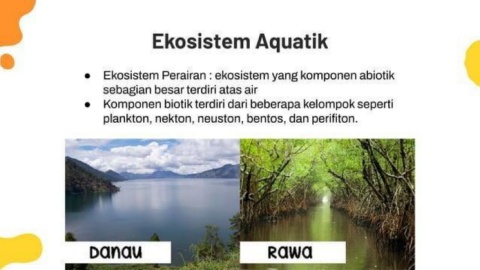 Ekosistem Aquatik
● Ekosistem Perairan : ekosistem yang komponen abiotik
sebagian besar terdiri atas air
● Komponen biotik terdiri dari beberapa kelompok seperti
plankton, nekton, neuston, bentos, dan perifiton.
Danau
Rawa